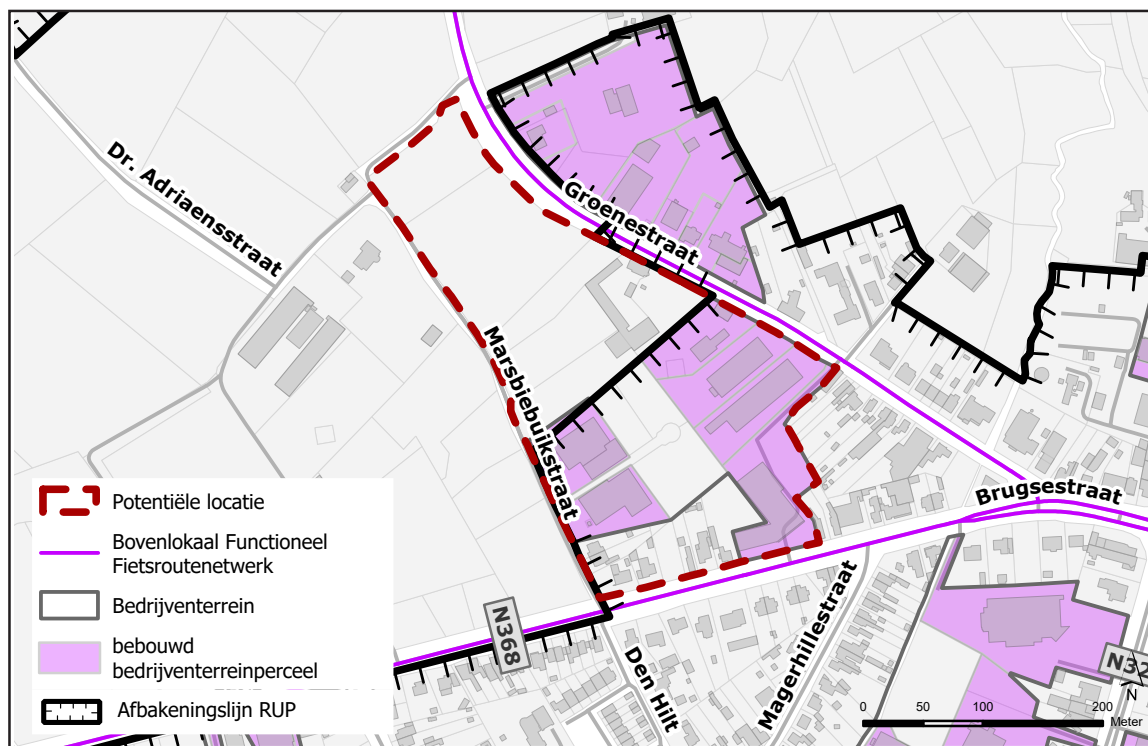 Dr. Adriaensstraat
Groenestraat
Marsbiebuikstraat
Brugsestraat
Magerhillestraat
Den Hilt
N368
N32
N
0 50 100 200
Meter
Potentiële locatie
Bovenlokaal Functioneel
Fietsroutenetwerk
Bedrijventerrein
bebouwd
bedrijventerreinperceel
Afbakeningslijn RUP